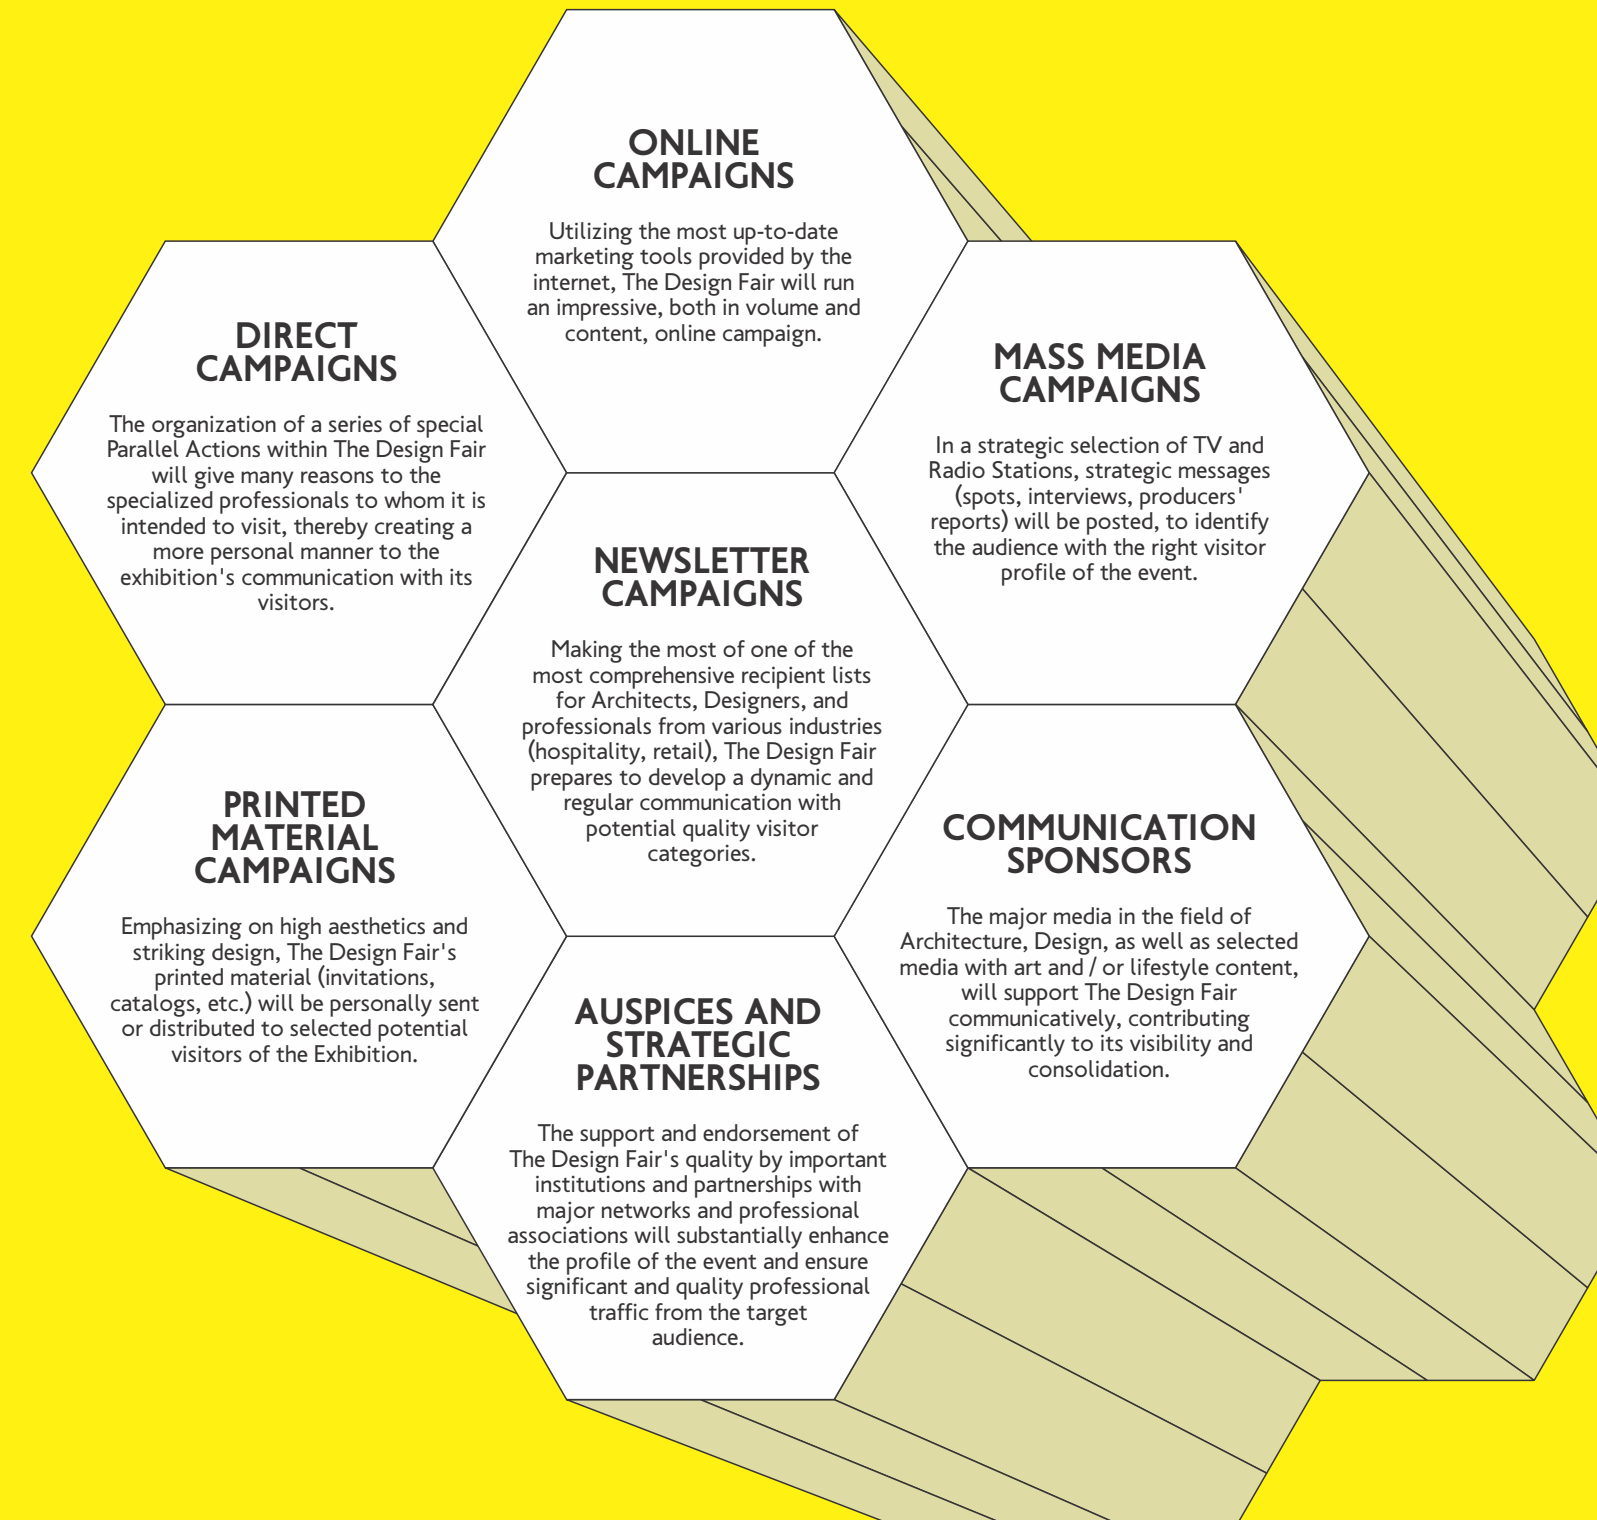 ONLINE
CAMPAIGNS
Utilizing the most up-to-date
marketing tools provided by the
internet, The Design Fair will run
an impressive, both in volume and
content, online campaign.
DIRECT
CAMPAIGNS
The organization of a series of special
Parallel Actions within The Design Fair
will give many reasons to the
specialized professionals to whom it is
intended to visit, thereby creating a
more personal manner to the
exhibition's communication with its
visitors.
MASS MEDIA
CAMPAIGNS
In a strategic selection of TV and
Radio Stations, strategic messages
(spots, interviews, producers'
reports) will be posted, to identify
the audience with the right visitor
profile of the event.
NEWSLETTER
CAMPAIGNS
Making the most of one of the
most comprehensive recipient lists
for Architects, Designers, and
professionals from various industries
(hospitality, retail), The Design Fair
prepares to develop a dynamic and
regular communication with
potential quality visitor
categories.
PRINTED
MATERIAL
CAMPAIGNS
Emphasizing on high aesthetics and
striking design, The Design Fair's
printed material (invitations,
catalogs, etc.) will be personally sent
or distributed to selected potential
visitors of the Exhibition.
COMMUNICATION
SPONSORS
The major media in the field of
Architecture, Design, as well as selected
media with art and / or lifestyle content,
will support The Design Fair
communicatively, contributing
significantly to its visibility and
consolidation.
AUSPICES AND
STRATEGIC
PARTNERSHIPS
The support and endorsement of
The Design Fair's quality by important
institutions and partnerships with
major networks and professional
associations will substantially enhance
the profile of the event and ensure
significant and quality professional
traffic from the target
audience.